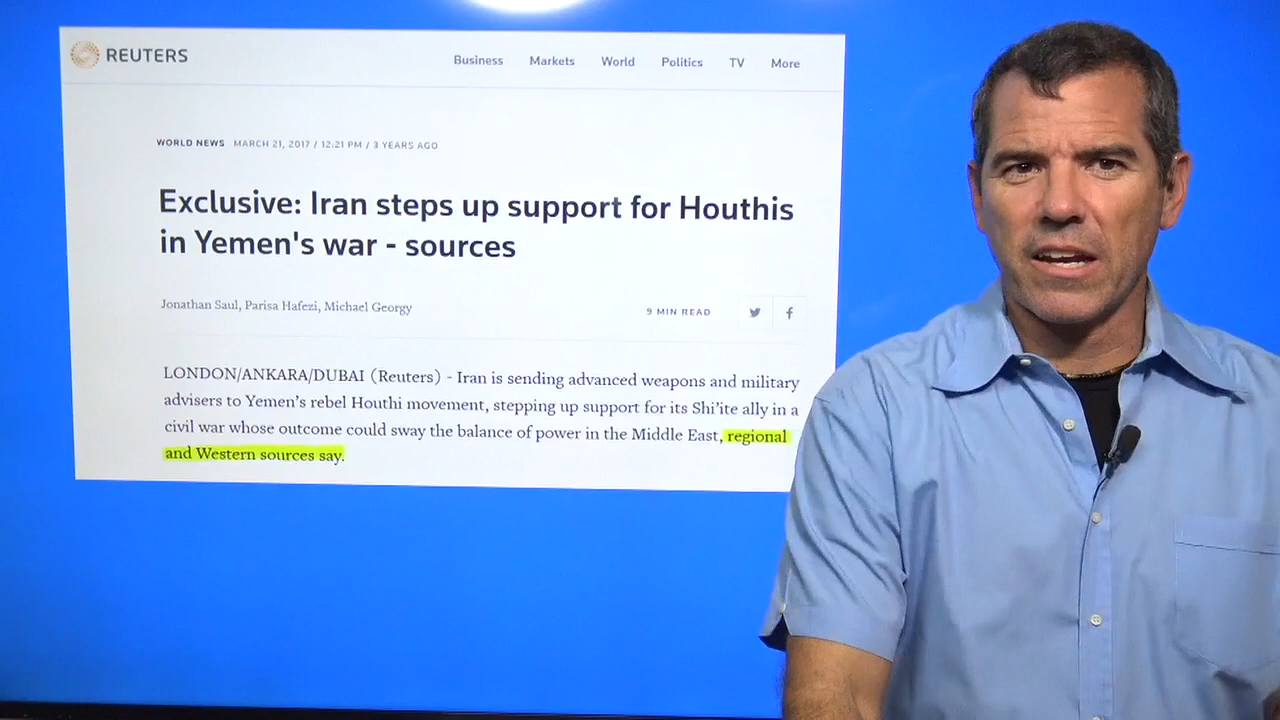 REUTERS
Business Markets World Politics TV More
WORLD NEWS MARCH 21, 2017 / 12:21 PM / 3 YEARS AGO
Exclusive: Iran steps up support for Houthis
in Yemen's war - sources
Jonathan Saul, Parisa Hafezi, Michael Georgy
9 MIN READ
LONDON/ANKARA/DUBAI (Reuters) - Iran is sending advanced weapons and military
advisers to Yemen's rebel Houthi movement, stepping up support for its Shi'ite ally in a
civil war whose outcome could sway the balance of power in the Middle East, regional
and Western sources say.